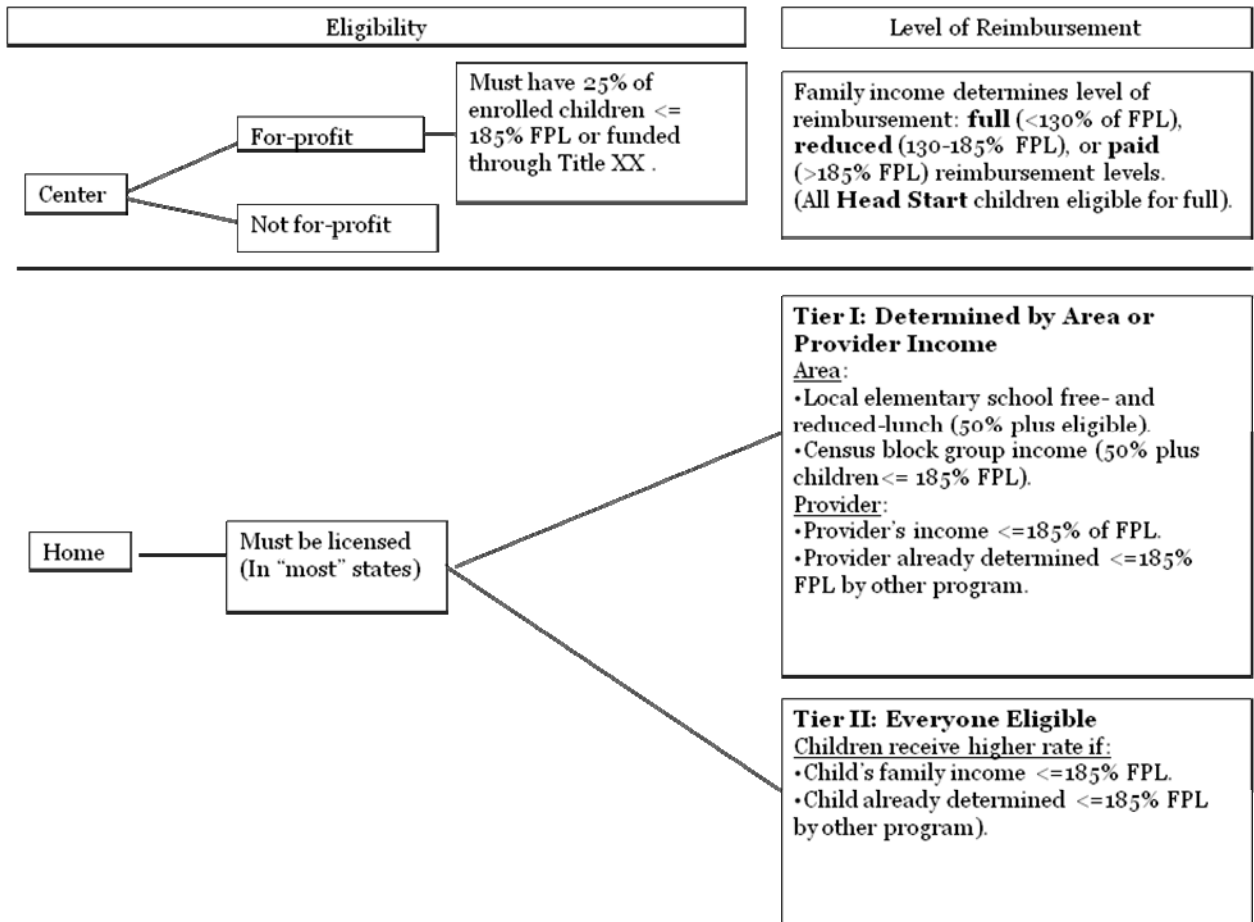 Eligibility
Level of Reimbursement
Center
For-profit
Not for-profit
Must have 25% of
enrolled children <=
185% FPL or funded
through Title XX .
Family income determines level of
reimbursement: full (<130% of FPL),
reduced (130-185% FPL), or paid
(>185% FPL) reimbursement levels.
(All Head Start children eligible for full).
Home
Must be licensed
(In “most” states)
Tier I: Determined by Area or
Provider Income
Area:
•Local elementary school free- and
reduced-lunch (50% plus eligible).
•Census block group income (50% plus
children<= 185% FPL).
Provider:
•Provider’s income <=185% of FPL.
•Provider already determined <=185%
FPL by other program.
Tier II: Everyone Eligible
Children receive higher rate if:
•Child’s family income <=185% FPL.
•Child already determined <=185% FPL
by other program).